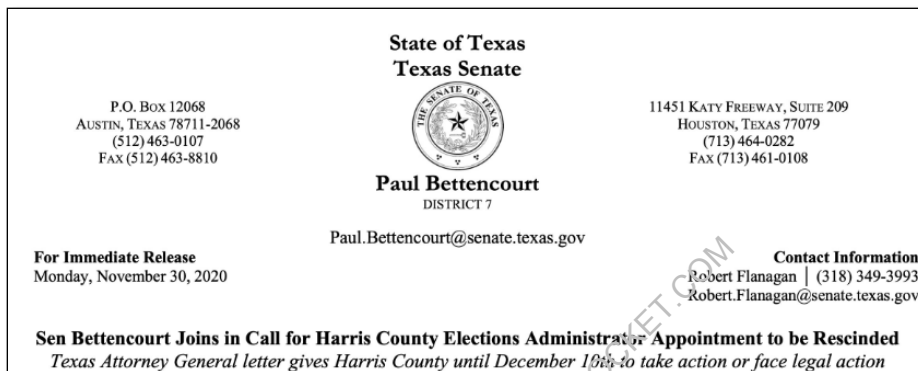 State of Texas
Texas Senate
P.O. BOX 12068
AUSTIN, TEXAS 78711-2068
(512) 463-0107
FAX (512) 463-8810
THE SENATE OF TEXAS
11451 KATY FREEWAY, SUITE 209
HOUSTON, TEXAS 77079
(713) 464-0282
FAX (713) 461-0108
Paul Bettencourt
DISTRICT 7
Paul.Bettencourt@senate.texas.gov
For Immediate Release
Monday, November 30, 2020
Contact Information
Robert Flanagan | (318) 349-3993
Robert.Flanagan@senate.texas.gov
Sen Bettencourt Joins in Call for Harris County Elections Administrator Appointment to be Rescinded
Texas Attorney General letter gives Harris County until December 10th to take action or face legal action